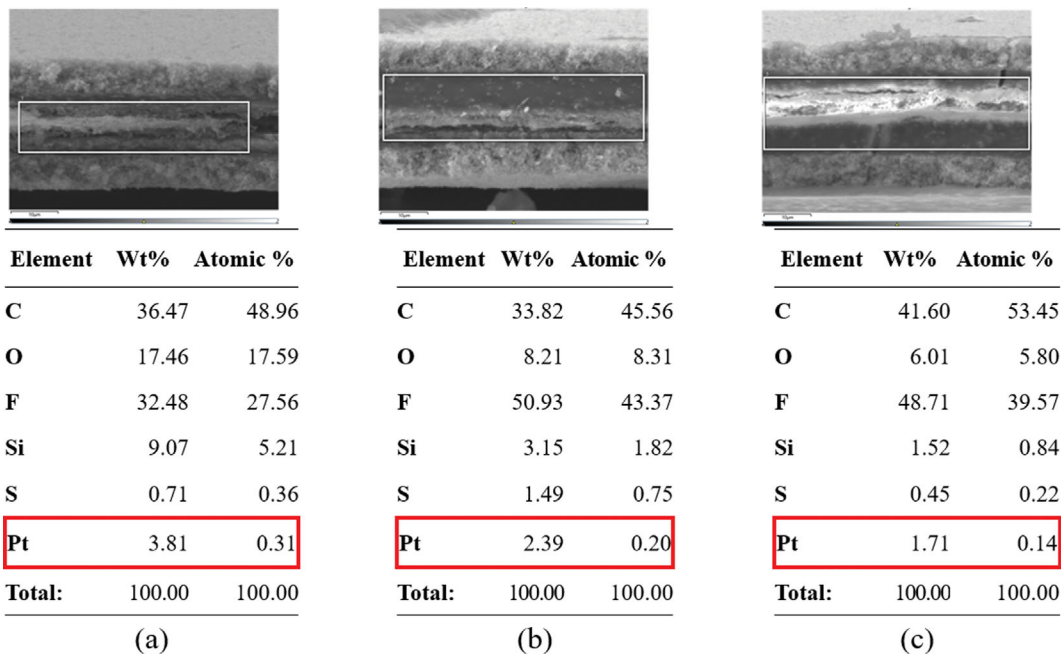 10μm
10μm
10μm
Element Wt% Atomic % Element Wt% Atomic % Element Wt% Atomic %
C 36.47 48.96 C 33.82 45.56 C 41.60 53.45
O 17.46 17.59 O 8.21 8.31 O 6.01 5.80
F 32.48 27.56 F 50.93 43.37 F 48.71 39.57
Si 9.07 5.21 Si 3.15 1.82 Si 1.52 0.84
S 0.71 0.36 S 1.49 0.75 S 0.45 0.22
Pt 3.81 0.31 Pt 2.39 0.20 Pt 1.71 0.14
Total: 100.00 100.00 Total: 100.00 100.00 Total: 100.00 100.00
(a) (b) (c)